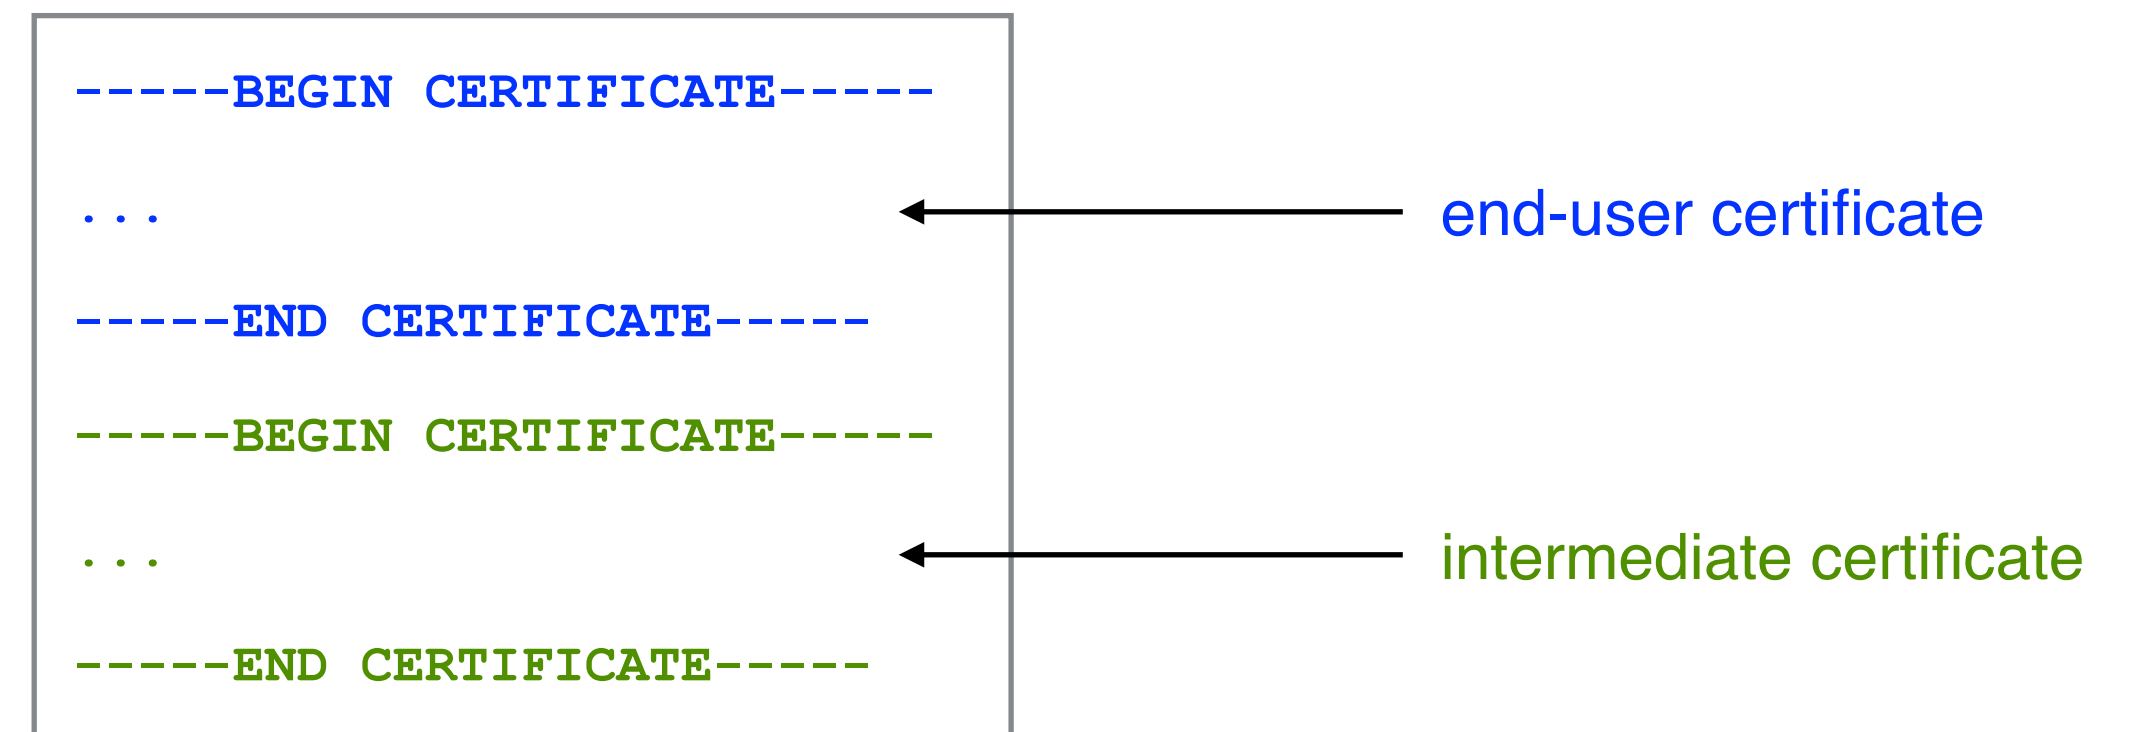 -----BEGIN CERTIFICATE-----
... end-user certificate
-----END CERTIFICATE-----
-----BEGIN CERTIFICATE-----
... intermediate certificate
-----END CERTIFICATE-----